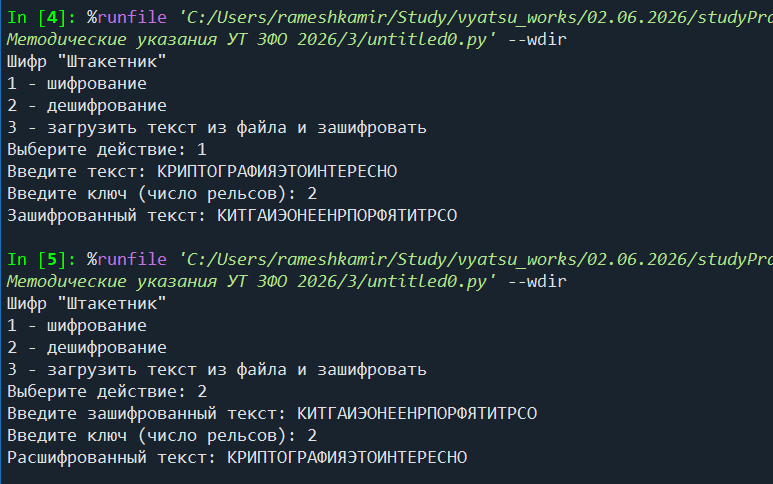 In [4]: %runfile 'C:/Users/rameshkamir/Study/vyatsu_works/02.06.2026/studyPra
Методические указания УТ ЗФО 2026/3/untitled0.py' --wdir
Шифр "Штакетник"
1 - шифрование
2 - дешифрование
3 - загрузить текст из файла и зашифровать
Выберите действие: 1
Введите текст: КРИПТОГРАФИЯЭТОИНТЕРЕСНО
Введите ключ (число рельсов): 2
Зашифрованный текст: КИТГАИЭОНЕЕНРПОРФЯТИТРСО
In [5]: %runfile 'C:/Users/rameshkamir/Study/vyatsu_works/02.06.2026/studyPra
Методические указания УТ ЗФО 2026/3/untitled0.py' --wdir
Шифр "Штакетник"
1 - шифрование
2 - дешифрование
3 - загрузить текст из файла и зашифровать
Выберите действие: 2
Введите зашифрованный текст: КИТГАИЭОНЕЕНРПОРФЯТИТРСО
Введите ключ (число рельсов): 2
Расшифрованный текст: КРИПТОГРАФИЯЭТОИНТЕРЕСНО